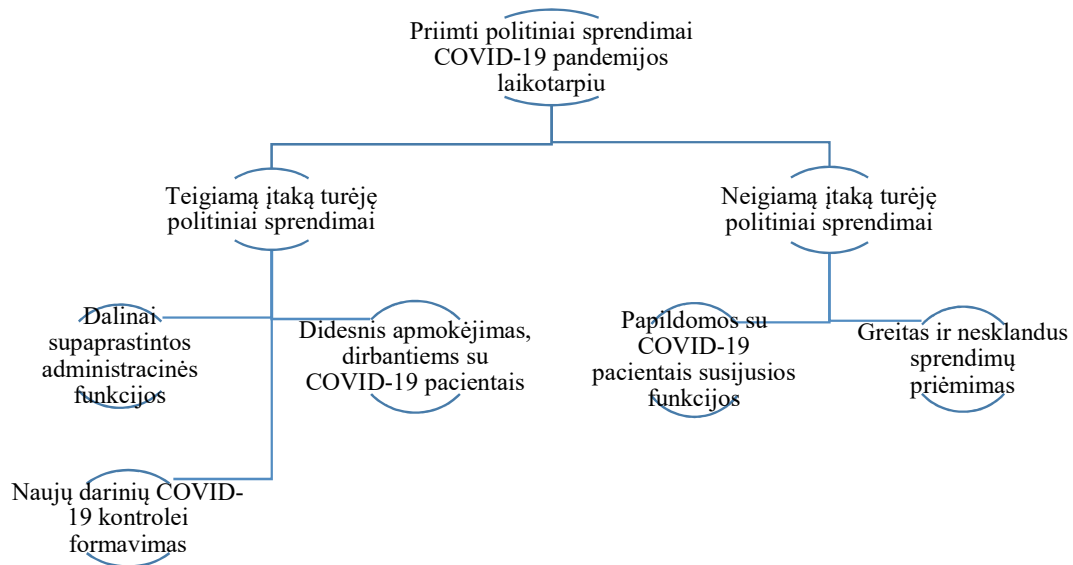 Priimti politiniai sprendimai
COVID-19 pandemijos
laikotarpiu
Teigiamą įtaką turėję
politiniai sprendimai
Neigiamą įtaką turėję
politiniai sprendimai
Dalinai
supaprastintos
administracinės
funkcijos
Didesnis apmokėjimas,
dirbantiems su
COVID-19 pacientais
Papildomos su
COVID-19
pacientais susijusios
funkcijos
Greitas ir nesklandus
sprendimų
priėmimas
Naujų darinių COVID-
19 kontrolei
formavimas